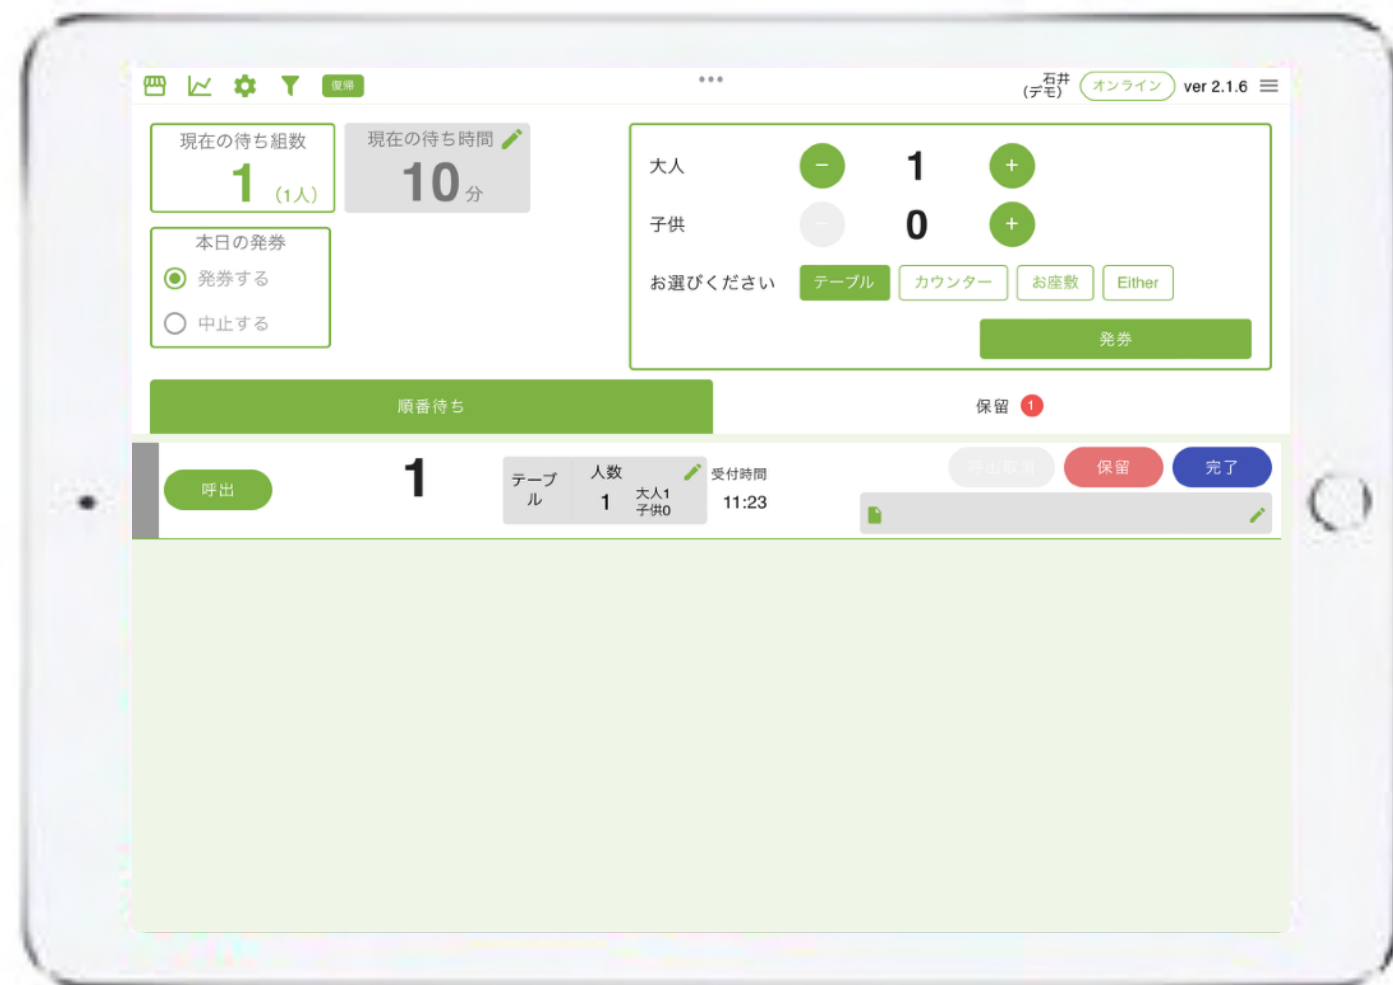 復帰
石井
(デモ)
オンライン
ver 2.1.6
現在の待ち組数
1 (1人)
現在の待ち時間
10 分
本日の発券
発券する
中止する
大人
−
1
+
子供
−
0
+
お選びください
テーブル
カウンター
お座敷
Either
発券
順番待ち
保留 1
呼出
1
テーブ
ル
人数
1
大人1
子供0
受付時間
11:23
呼出取消
保留
完了